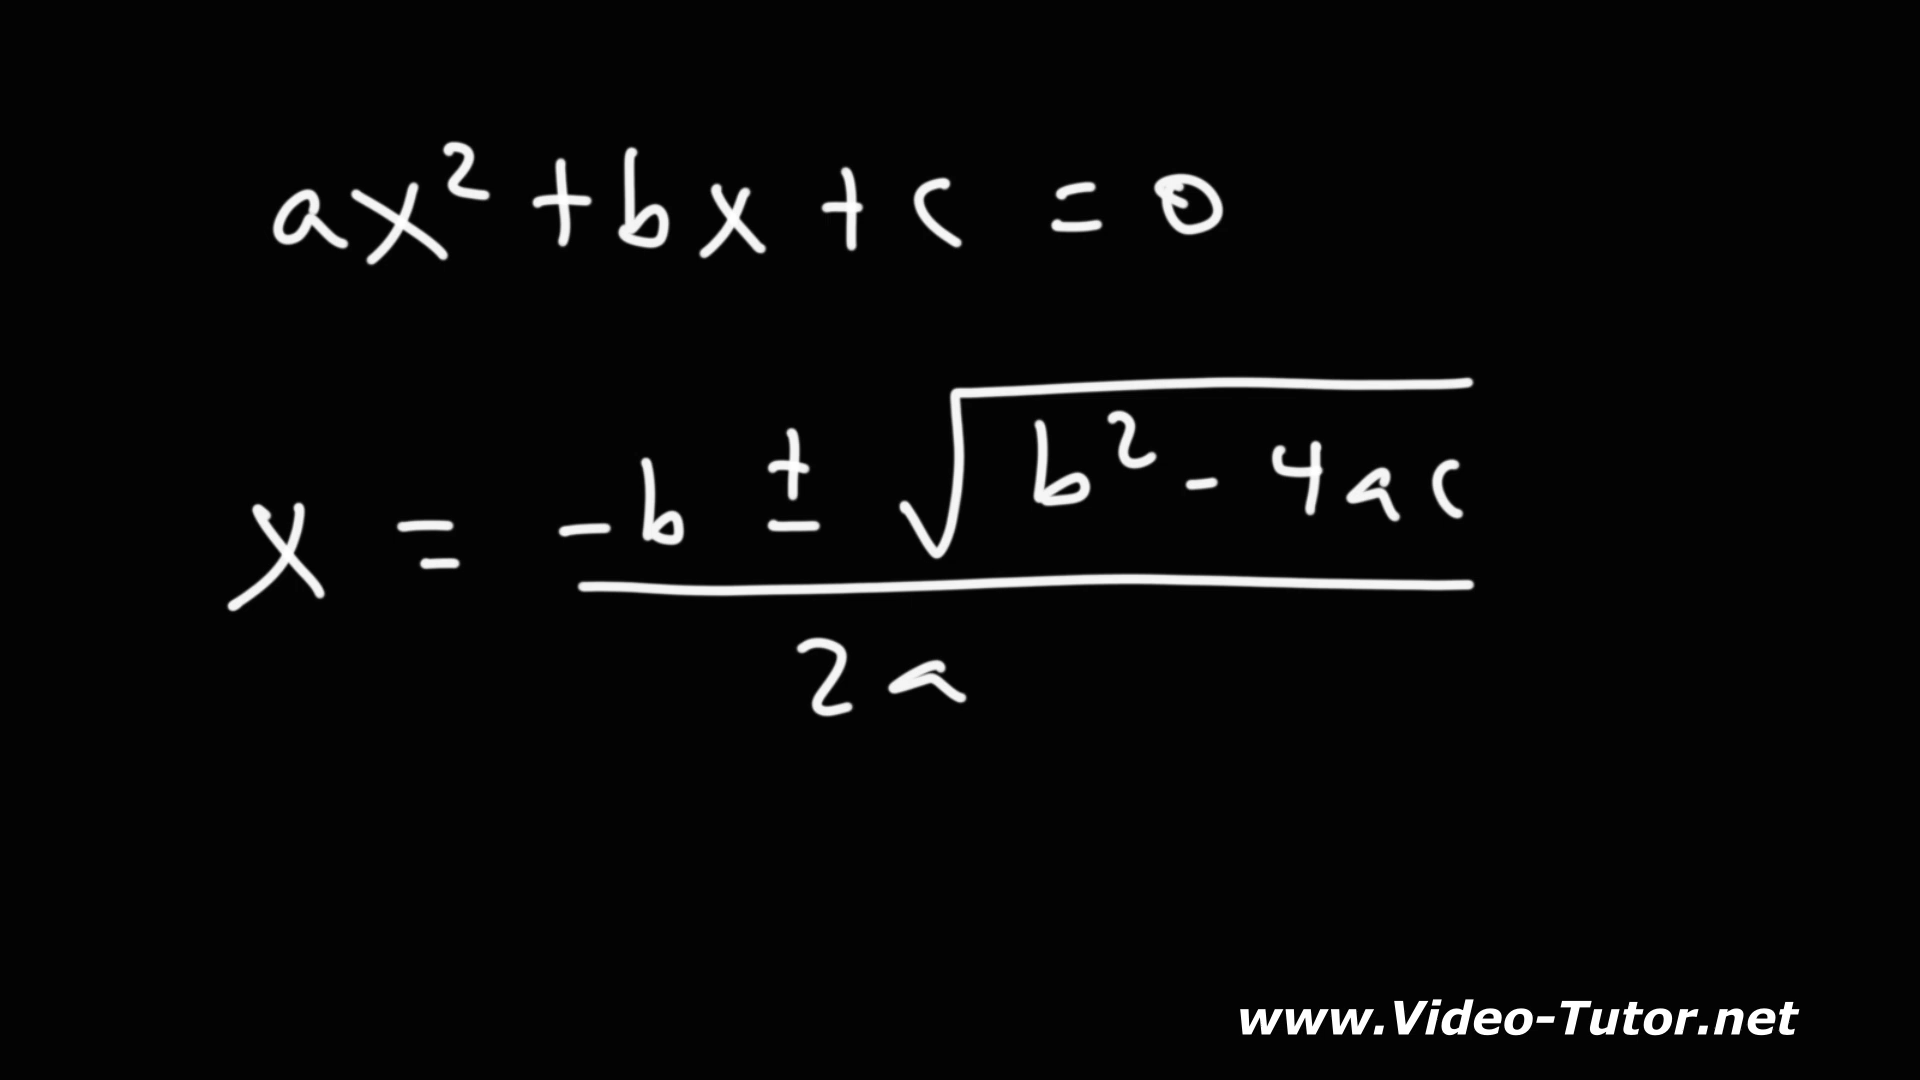 ax² + bx + c = 0
x = -b ± √(b² - 4ac) / 2a
www.Video-Tutor.net